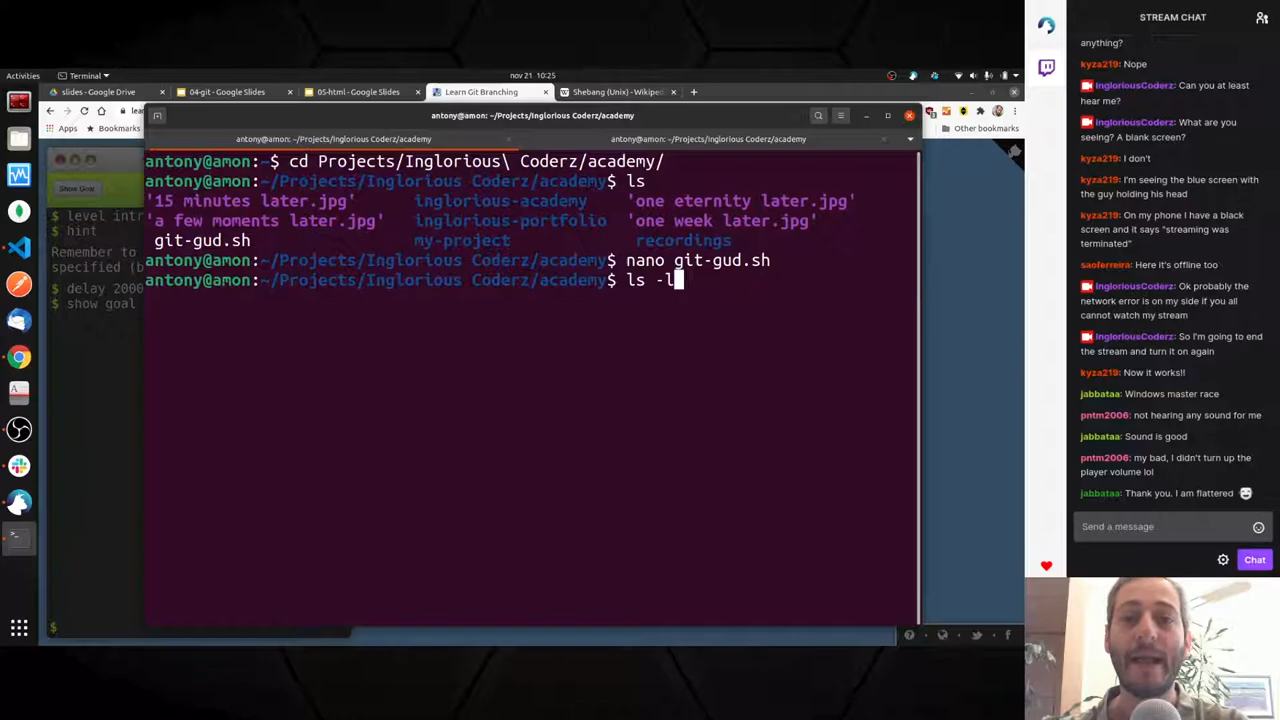 STREAM CHAT
Activities
Terminal
nov 21 10:25
slides - Google Drive
04-git - Google Slides
05-html - Google Slides
Learn Git Branching
Shebang (Unix) - Wikiped
Apps
Bookmarks
Other bookmarks
antony@amon: ~/Projects/Inglorious Coderz/academy
antony@amon: ~/Projects/Inglorious Coderz/academy
antony@amon: ~/Projects/Inglorious Coderz/academy
antony@amon:~$ cd Projects/Inglorious\ Coderz/academy/
antony@amon:~/Projects/Inglorious Coderz/academy$ ls
'15 minutes later.jpg' inglorious-academy 'one eternity later.jpg'
'a few moments later.jpg' inglorious-portfolio 'one week later.jpg'
git-gud.sh my-project recordings
antony@amon:~/Projects/Inglorious Coderz/academy$ nano git-gud.sh
antony@amon:~/Projects/Inglorious Coderz/academy$ ls -l
Show Goal
$ level intr
$ hint
Remember to
specified (b
$ delay 2000
$ show goal
$
anything?
kyza219: Nope
IngloriousCoderz: Can you at least
hear me?
IngloriousCoderz: What are you
seeing? A blank screen?
kyza219: I don't
kyza219: I'm seeing the blue screen with
the guy holding his head
kyza219: On my phone I have a black
screen and it says "streaming was
terminated"
saoferreira: Here it's offline too
IngloriousCoderz: Ok probably the
network error is on my side if you all
cannot watch my stream
IngloriousCoderz: So I'm going to end
the stream and turn it on again
kyza219: Now it works!!
jabbataa: Windows master race
pntm2006: not hearing any sound for me
jabbataa: Sound is good
pntm2006: my bad, I didn't turn up the
player volume lol
jabbataa: Thank you. I am flattered
Send a message
Chat